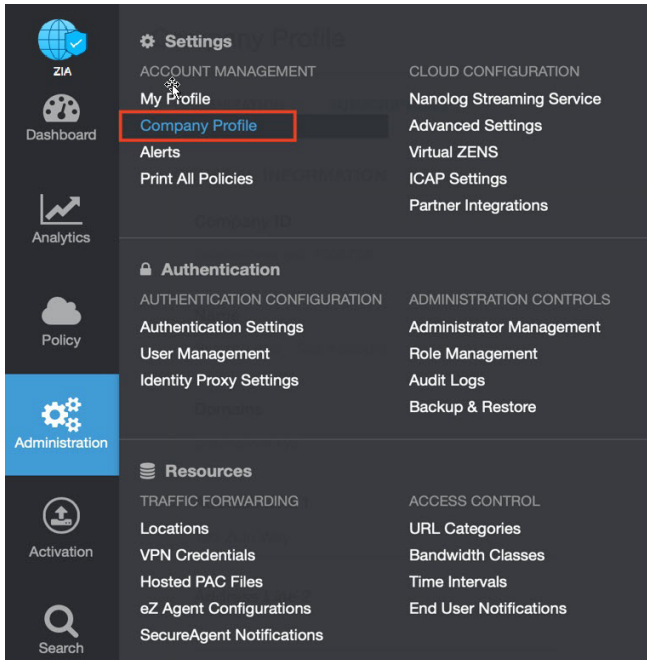 ZIA
Dashboard
Analytics
Policy
Administration
Activation
Search
Settings
ACCOUNT MANAGEMENT
My Profile
Company Profile
Alerts
Print All Policies
CLOUD CONFIGURATION
Nanolog Streaming Service
Advanced Settings
Virtual ZENS
ICAP Settings
Partner Integrations
Authentication
AUTHENTICATION CONFIGURATION
Authentication Settings
User Management
Identity Proxy Settings
ADMINISTRATION CONTROLS
Administrator Management
Role Management
Audit Logs
Backup & Restore
Resources
TRAFFIC FORWARDING
Locations
VPN Credentials
Hosted PAC Files
eZ Agent Configurations
SecureAgent Notifications
ACCESS CONTROL
URL Categories
Bandwidth Classes
Time Intervals
End User Notifications
Company Profile
Company ID